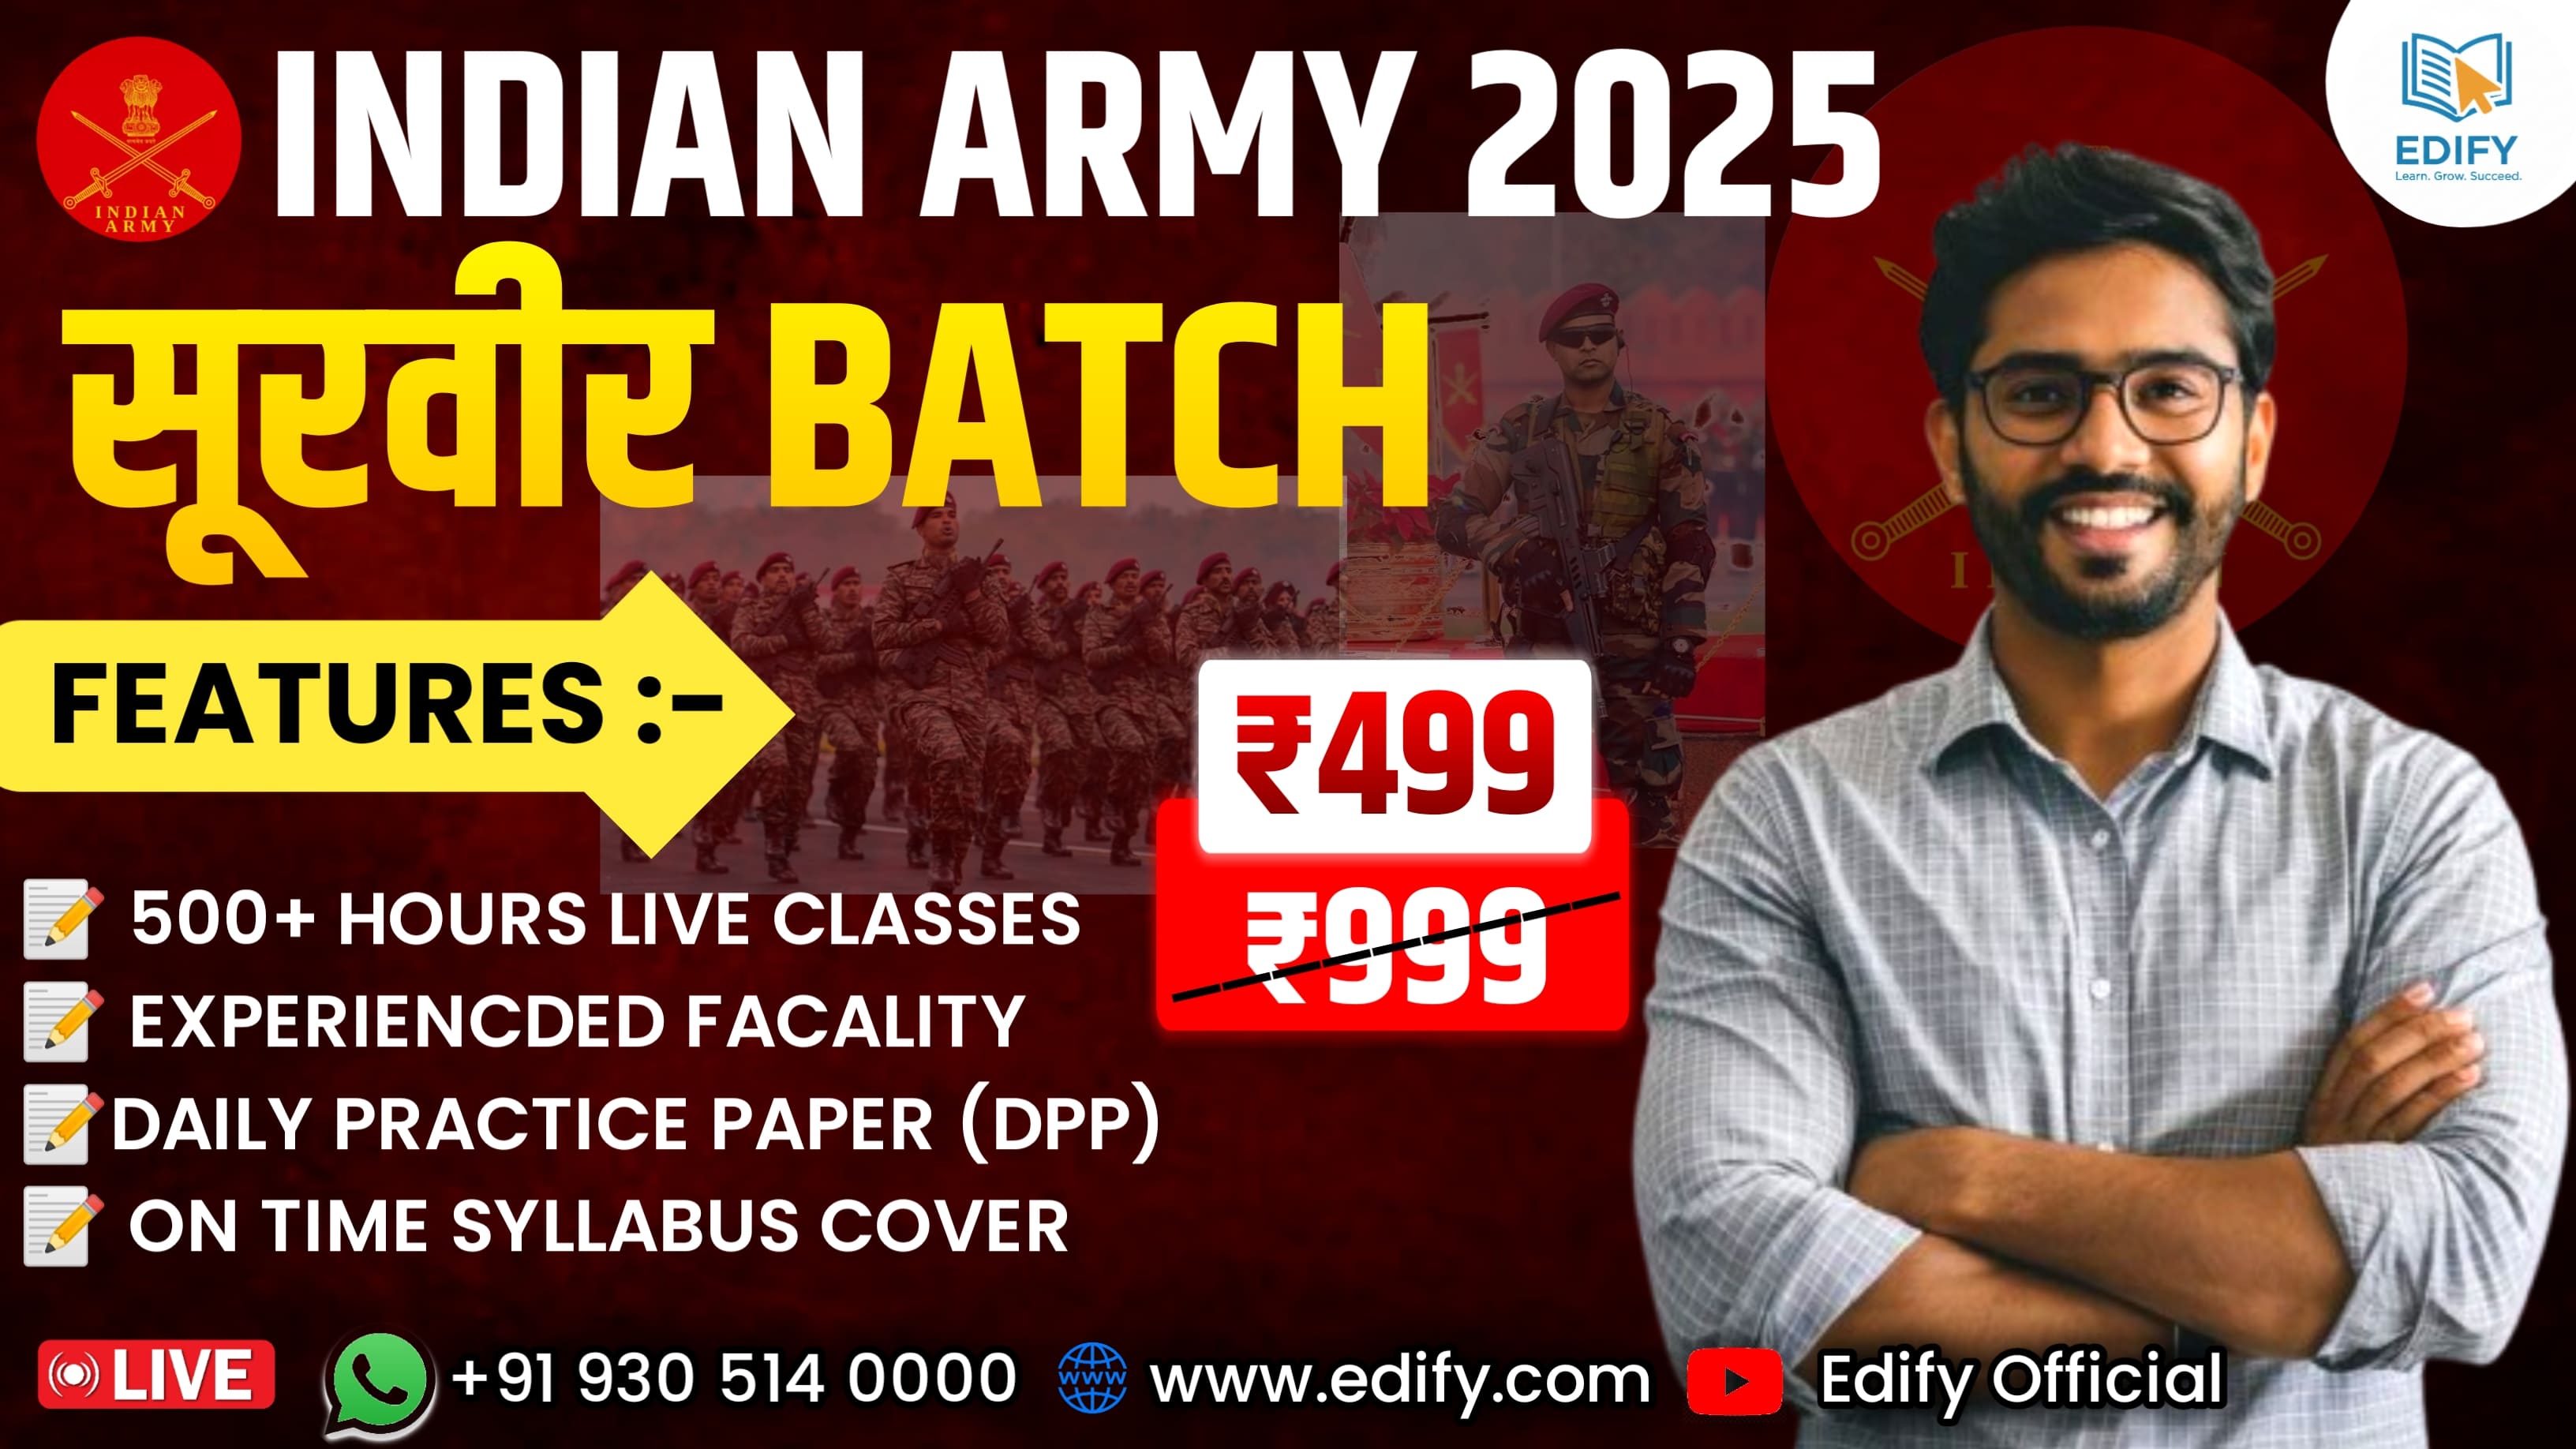 INDIAN ARMY 2025
INDIAN
ARMY
EDIFY
Learn. Grow. Succeed.
सूरवीर BATCH
FEATURES :-
₹499
₹999
500+ HOURS LIVE CLASSES
EXPERIENCDED FACALITY
DAILY PRACTICE PAPER (DPP)
ON TIME SYLLABUS COVER
LIVE
+91 930 514 0000
www
www.edify.com
Edify Official